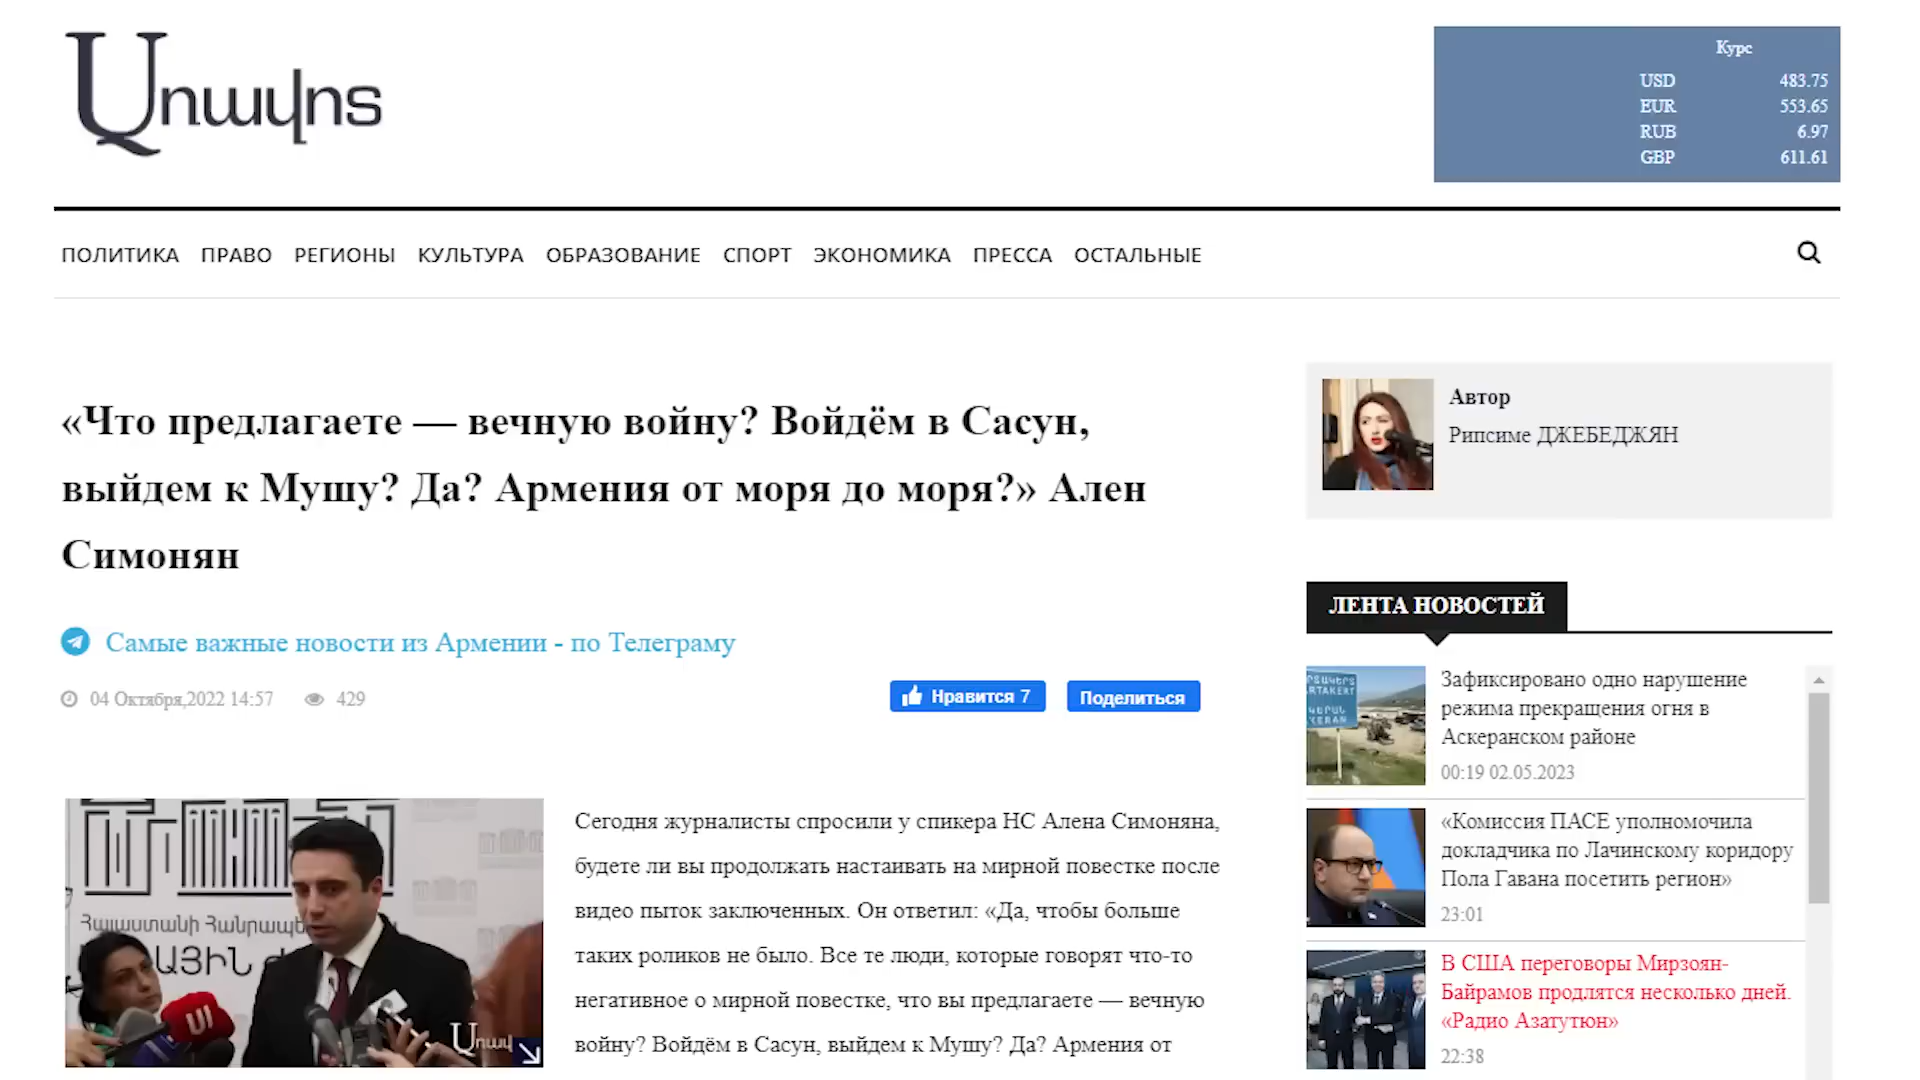 Առավոտ
Курс
USD 483.75
EUR 553.65
RUB 6.97
GBP 611.61
ПОЛИТИКА ПРАВО РЕГИОНЫ КУЛЬТУРА ОБРАЗОВАНИЕ СПОРТ ЭКОНОМИКА ПРЕССА ОСТАЛЬНЫЕ
«Что предлагаете — вечную войну? Войдём в Сасун,
выйдем к Мушу? Да? Армения от моря до моря?» Ален
Симонян
Самые важные новости из Армении - по Телеграму
04 Октября,2022 14:57 429
Нравится 7 Поделиться
Հայաստանի
ԱՅԻՆ
UI
Сегодня журналисты спросили у спикера НС Алена Симоняна,
будете ли вы продолжать настаивать на мирной повестке после
видео пыток заключенных. Он ответил: «Да, чтобы больше
таких роликов не было. Все те люди, которые говорят что-то
негативное о мирной повестке, что вы предлагаете — вечную
войну? Войдём в Сасун, выйдем к Мушу? Да? Армения от
Автор
Рипсиме ДЖЕБЕДЖЯН
ЛЕНТА НОВОСТЕЙ
Зафиксировано одно нарушение
режима прекращения огня в
Аскеранском районе
00:19 02.05.2023
«Комиссия ПАСЕ уполномочила
докладчика по Лачинскому коридору
Пола Гавана посетить регион»
23:01
В США переговоры Мирзоян-
Байрамов продлятся несколько дней.
«Радио Азатутюн»
22:38